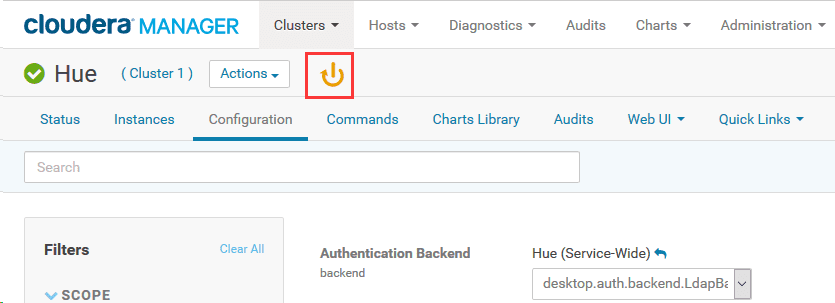 cloudera MANAGER Clusters Hosts Diagnostics Audits Charts Administration
Hue ( Cluster 1 ) Actions
Status Instances Configuration Commands Charts Library Audits Web UI Quick Links
Search
Filters Clear All
Authentication Backend Hue (Service-Wide)
backend
desktop.auth.backend.LdapBa
SCOPE